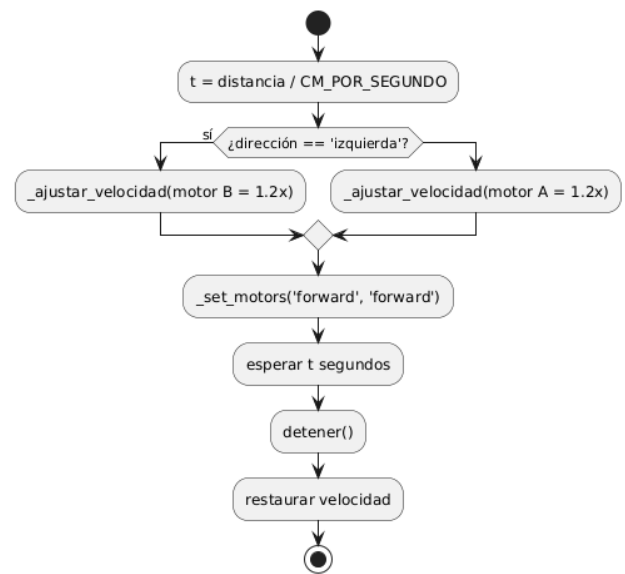 t = distancia / CM_POR_SEGUNDO
sí
¿dirección == 'izquierda'?
_ajustar_velocidad(motor B = 1.2x)
_ajustar_velocidad(motor A = 1.2x)
_set_motors('forward', 'forward')
esperar t segundos
detener()
restaurar velocidad